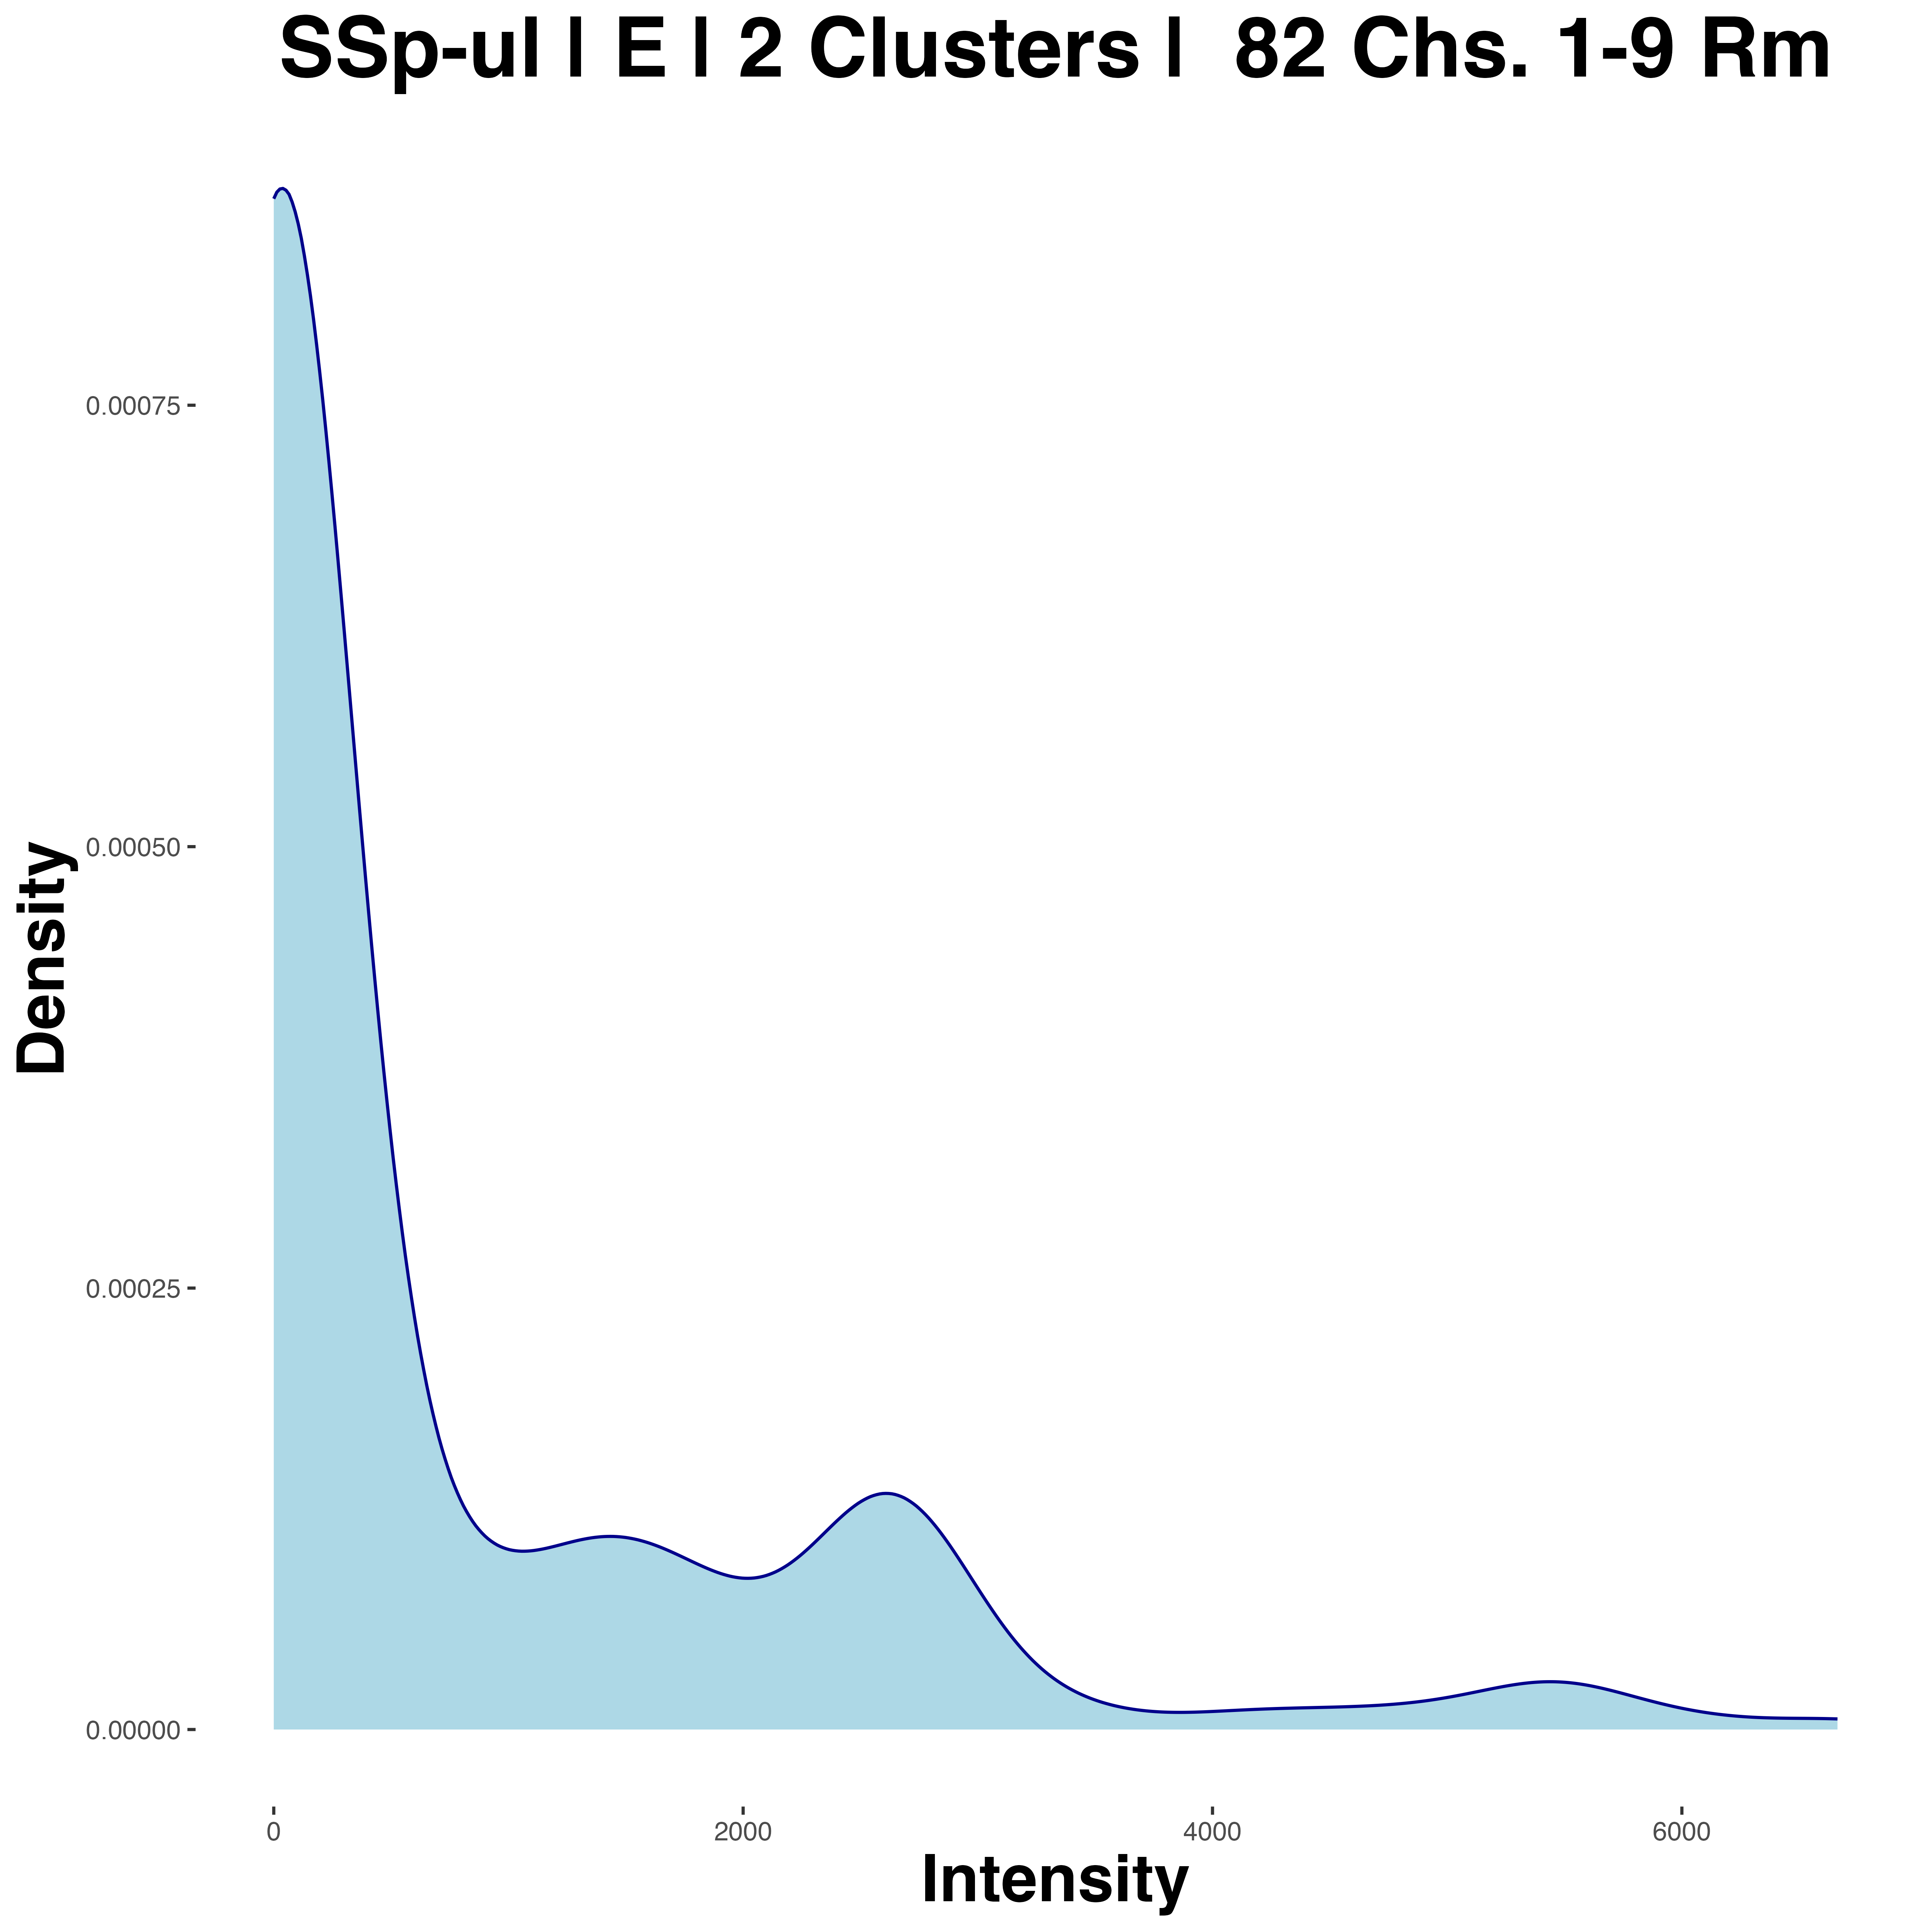 SSp-ul | E | 2 Clusters |  82 Chs. 1-9 Rm
Density
0.00075
0.00050
0.00025
0.00000
0 2000 4000 6000
Intensity